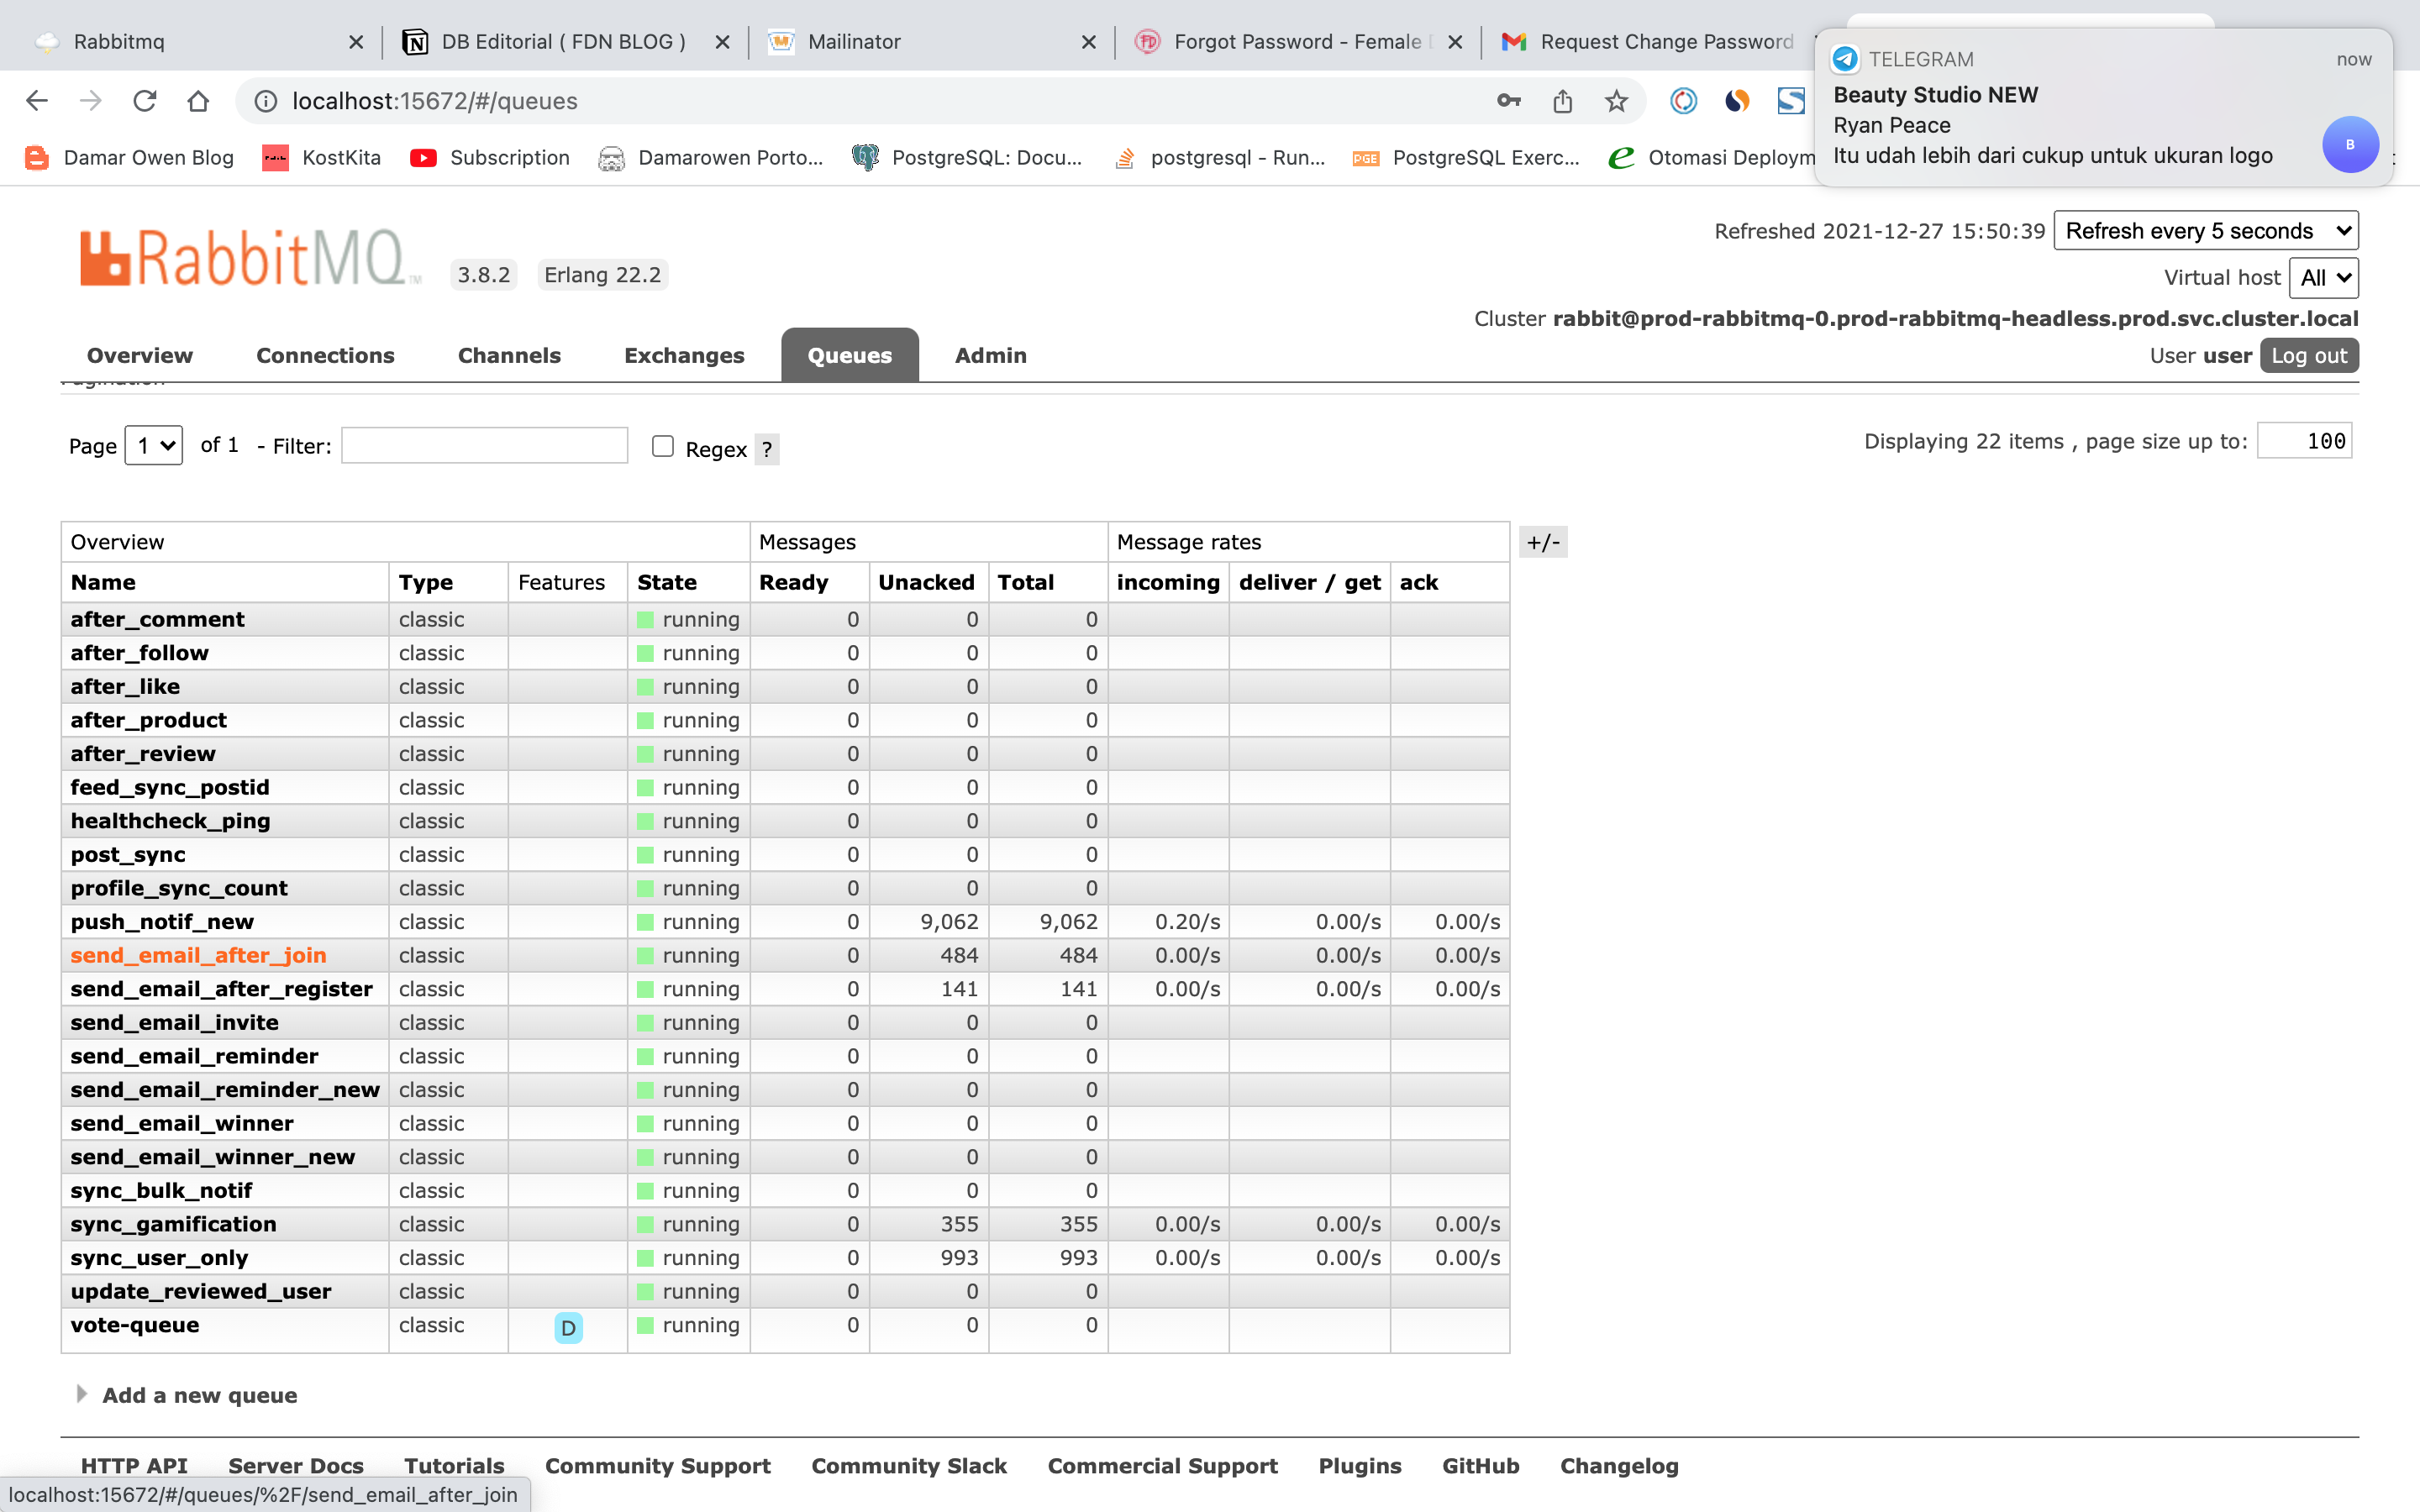 Rabbitmq
DB Editorial ( FDN BLOG )
Mailinator
Forgot Password - Female
Request Change Password
TELEGRAM
now
Beauty Studio NEW
Ryan Peace
Itu udah lebih dari cukup untuk ukuran logo
B
localhost:15672/#/queues
Damar Owen Blog
KostKita
Subscription
Damarowen Porto...
PostgreSQL: Docu...
postgresql - Run...
PGE
PostgreSQL Exerc...
Otomasi Deploym
RabbitMQ TM
3.8.2
Erlang 22.2
Refreshed 2021-12-27 15:50:39
Refresh every 5 seconds
Virtual host All
Cluster rabbit@prod-rabbitmq-0.prod-rabbitmq-headless.prod.svc.cluster.local
User user Log out
Overview Connections Channels Exchanges Queues Admin
Pagination
Page 1 of 1 - Filter: Regex ?
Displaying 22 items , page size up to: 100
Overview Messages Message rates +/-
Name Type Features State Ready Unacked Total incoming deliver / get ack
after_comment classic running 0 0 0
after_follow classic running 0 0 0
after_like classic running 0 0 0
after_product classic running 0 0 0
after_review classic running 0 0 0
feed_sync_postid classic running 0 0 0
healthcheck_ping classic running 0 0 0
post_sync classic running 0 0 0
profile_sync_count classic running 0 0 0
push_notif_new classic running 0 9,062 9,062 0.20/s 0.00/s 0.00/s
send_email_after_join classic running 0 484 484 0.00/s 0.00/s 0.00/s
send_email_after_register classic running 0 141 141 0.00/s 0.00/s 0.00/s
send_email_invite classic running 0 0 0
send_email_reminder classic running 0 0 0
send_email_reminder_new classic running 0 0 0
send_email_winner classic running 0 0 0
send_email_winner_new classic running 0 0 0
sync_bulk_notif classic running 0 0 0
sync_gamification classic running 0 355 355 0.00/s 0.00/s 0.00/s
sync_user_only classic running 0 993 993 0.00/s 0.00/s 0.00/s
update_reviewed_user classic running 0 0 0
vote-queue classic D running 0 0 0
Add a new queue
HTTP API Server Docs Tutorials Community Support Community Slack Commercial Support Plugins GitHub Changelog
localhost:15672/#/queues/%2F/send_email_after_join